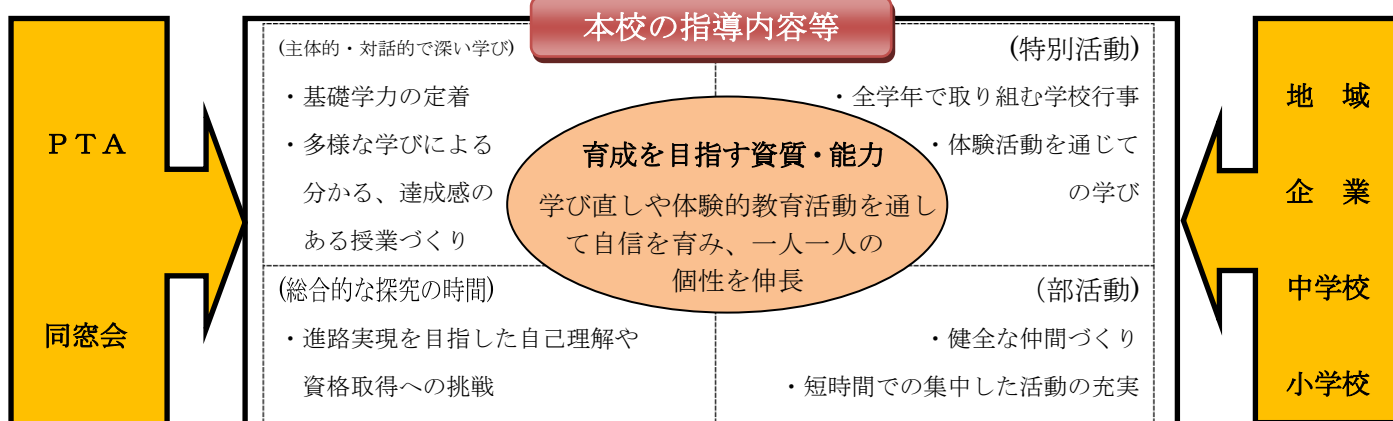 本校の指導内容等
PTA
同窓会
(主体的・対話的で深い学び)
・基礎学力の定着
・多様な学びによる
分かる、達成感の
ある授業づくり
(特別活動)
・全学年で取り組む学校行事
・体験活動を通じて
の学び
育成を目指す資質・能力
学び直しや体験的教育活動を通し
て自信を育み、一人一人の
個性を伸長
(総合的な探究の時間)
・進路実現を目指した自己理解や
資格取得への挑戦
(部活動)
・健全な仲間づくり
・短時間での集中した活動の充実
地 域
企 業
中学校
小学校